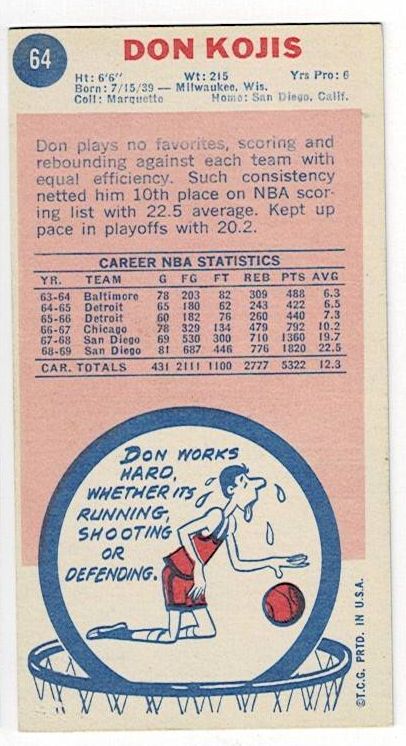 64
DON KOJIS
Ht: 6'6" Wt: 215 Yrs Pro: 6
Born: 7/15/39 — Milwaukee, Wis.
Coll: Marquette Home: San Diego, Calif.
Don plays no favorites, scoring and
rebounding against each team with
equal efficiency. Such consistency
netted him 10th place on NBA scor-
ing list with 22.5 average. Kept up
pace in playoffs with 20.2.
CAREER NBA STATISTICS
YR. TEAM G FG FT REB PTS AVG
63-64 Baltimore 78 203 82 309 488 6.3
64-65 Detroit 65 180 62 243 422 6.5
65-66 Detroit 60 182 76 260 440 7.3
66-67 Chicago 78 329 134 479 792 10.2
67-68 San Diego 69 530 300 710 1360 19.7
68-69 San Diego 81 687 446 776 1820 22.5
CAR. TOTALS 431 2111 1100 2777 5322 12.3
DON WORKS
HARD,
WHETHER ITS
RUNNING,
SHOOTING
OR
DEFENDING.
©T.C.G. PRTD. IN U.S.A.